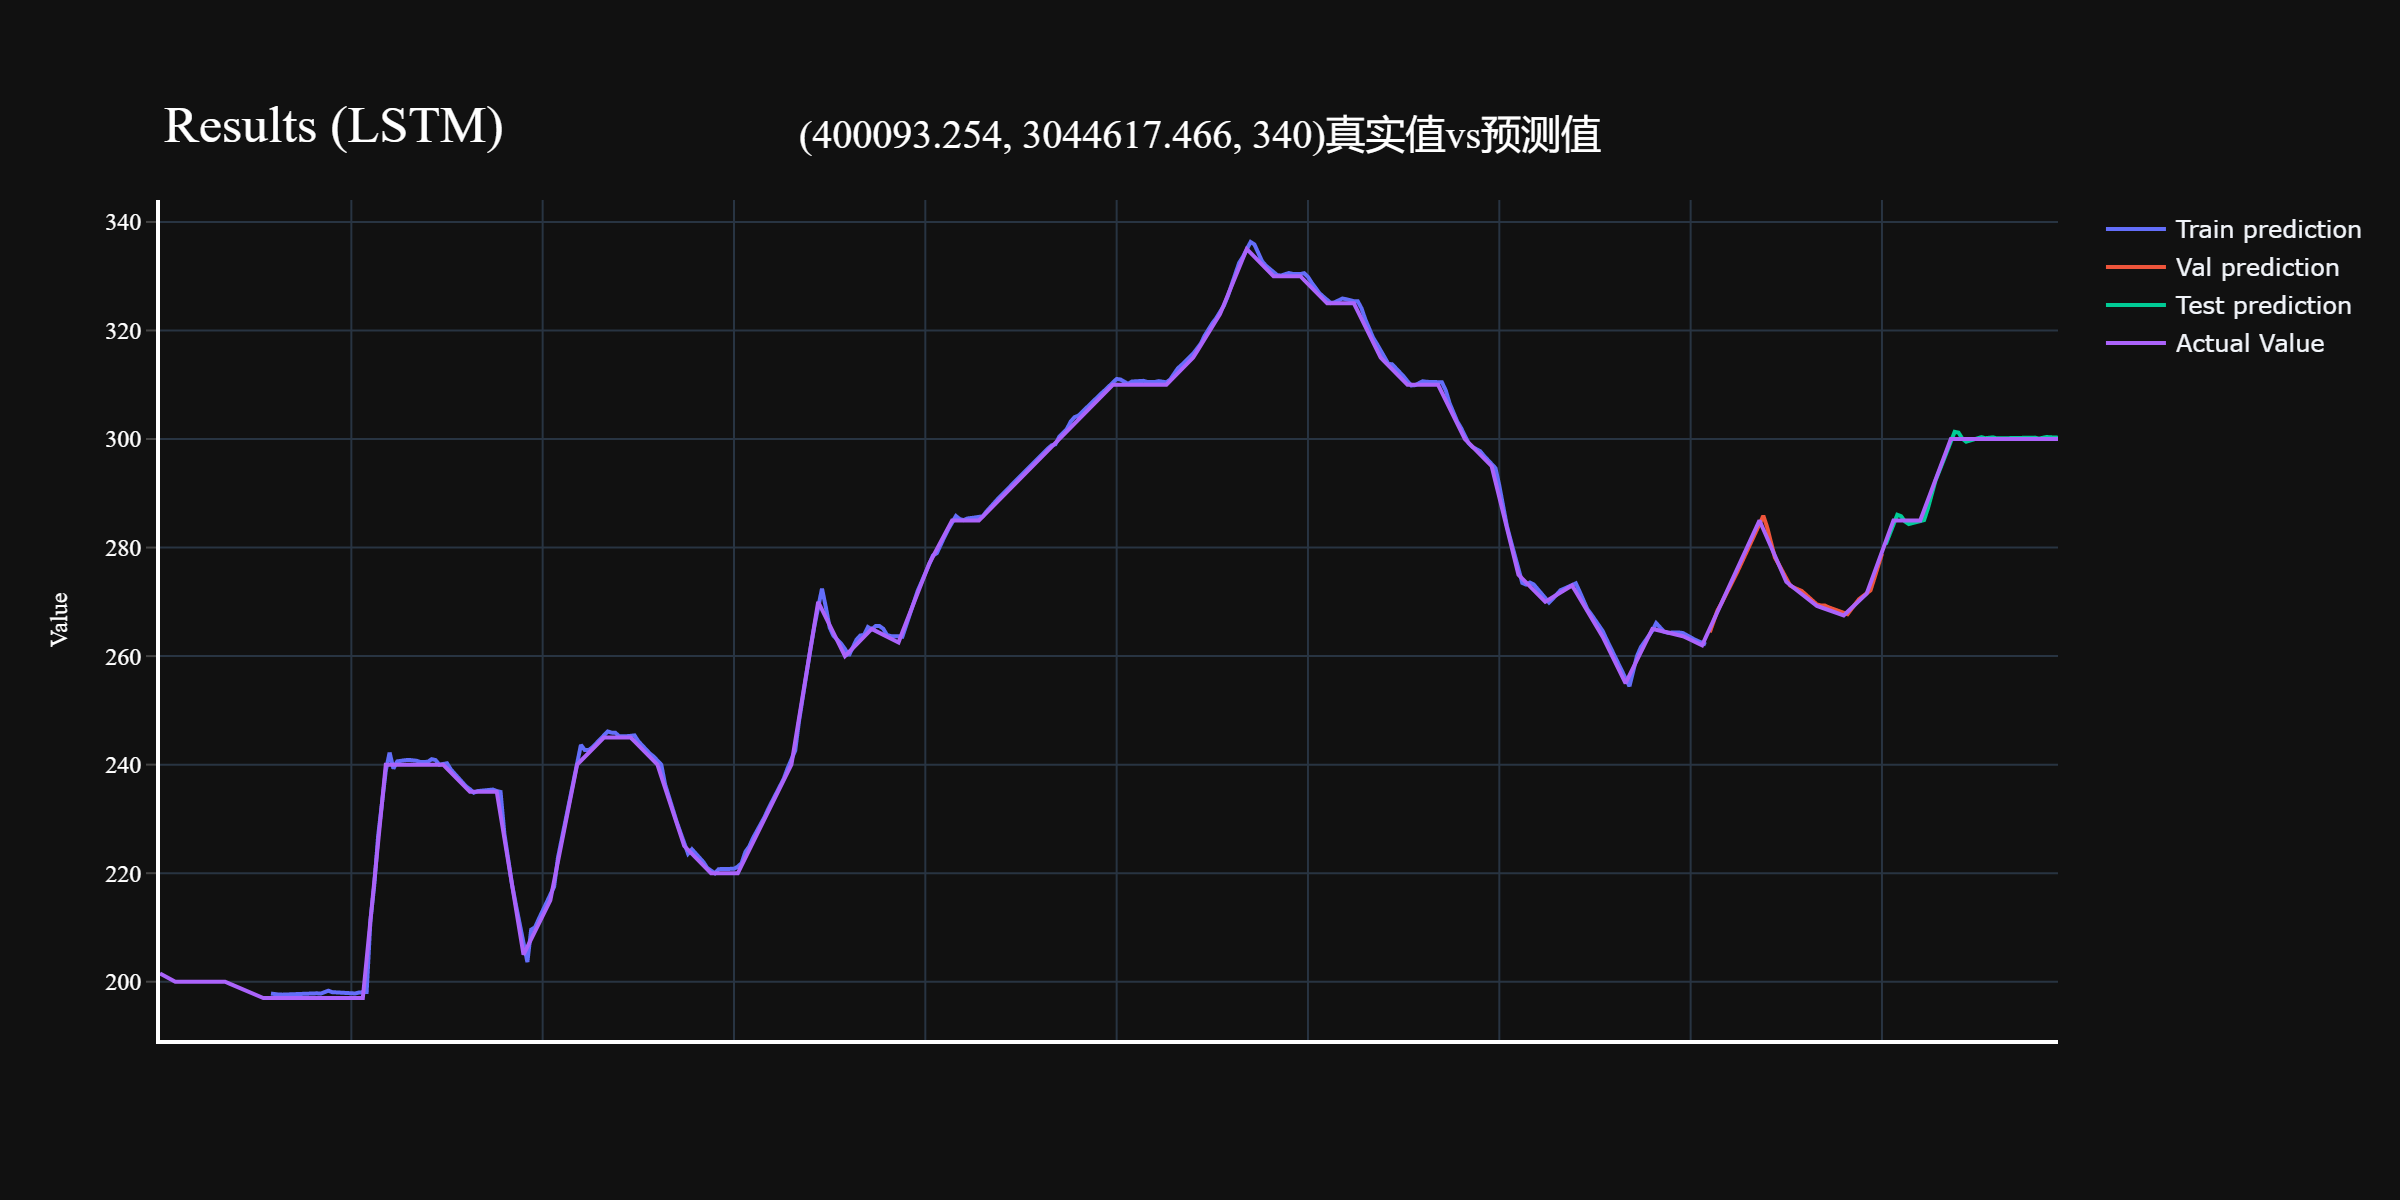 Results (LSTM)
(400093.254, 3044617.466, 340)真实值vs预测值
340
320
300
280
260
240
220
200
Value
Train prediction
Val prediction
Test prediction
Actual Value